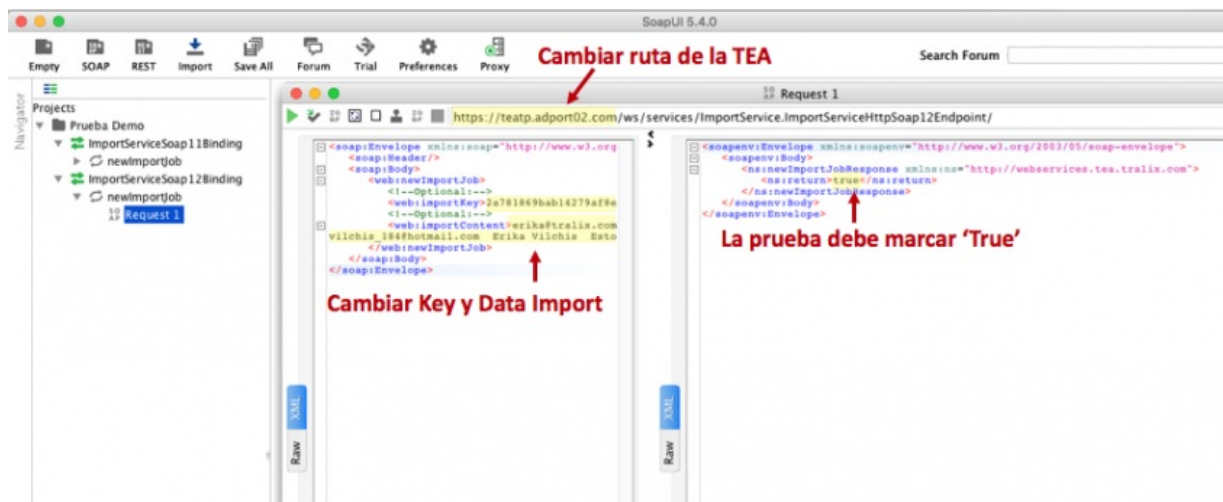 SoapUI 5.4.0
Empty SOAP REST Import Save All Forum Trial Preferences Proxy
Search Forum
Cambiar ruta de la TEA
Navigator
Projects
Prueba Demo
ImportServiceSoap11Binding
newImportJob
ImportServiceSoap12Binding
newImportJob
SOAP Request 1
SOAP Request 1
https://teatp.adport02.com/ws/services/ImportService.ImportServiceHttpSoap12Endpoint/
<soap:Envelope xmlns:soap="http://www.w3.org
<soap:Header/>
<soap:Body>
<web:newImportJob>
<!--Optional:-->
<web:importKey>2a781869bab14279af8e
<!--Optional:-->
<web:importContent>erika@tralix.com
vilchis_184@hotmail.com Erika Vilchis Esto
</web:newImportJob>
</soap:Body>
</soap:Envelope>
Cambiar Key y Data Import
XML
Raw
<soapenv:Envelope xmlns:soapenv="http://www.w3.org/2003/05/soap-envelope">
<soapenv:Body>
<ns:newImportJobResponse xmlns:ns="http://webservices.tea.tralix.com">
<ns:return>true</ns:return>
</ns:newImportJobResponse>
</soapenv:Body>
</soapenv:Envelope>
La prueba debe marcar ‘True’
XML
Raw